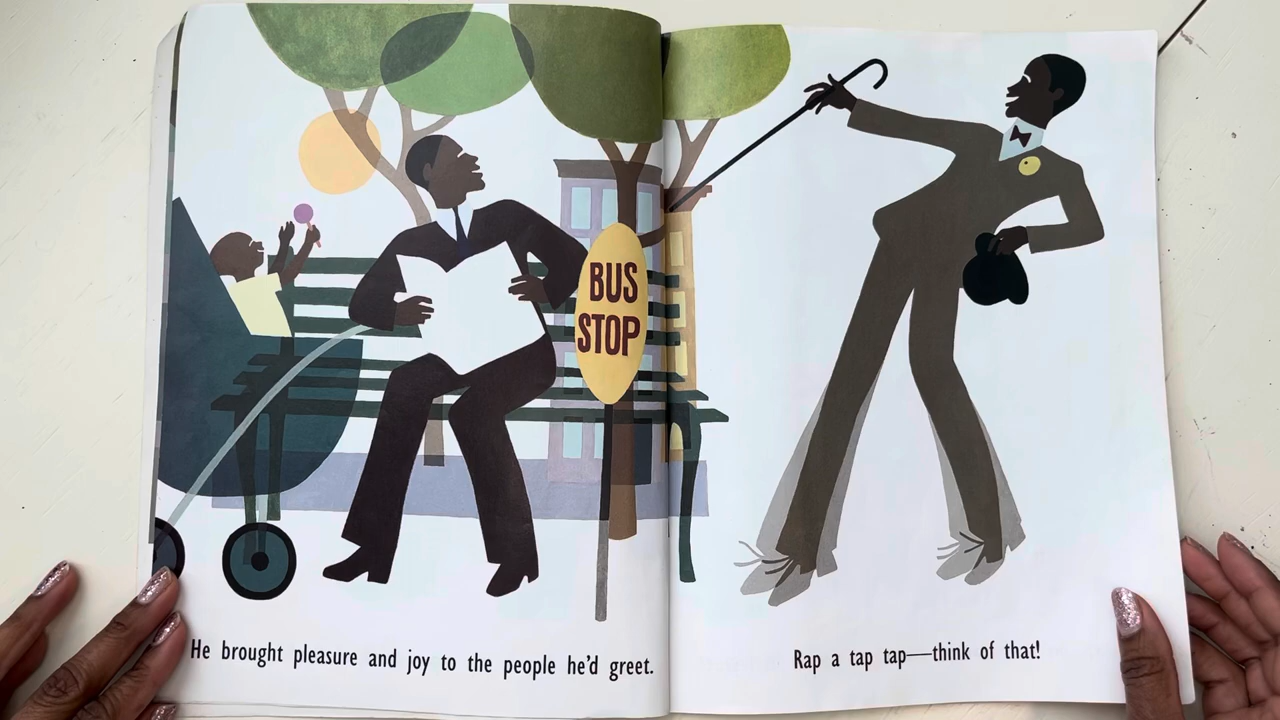 BUS
STOP
He brought pleasure and joy to the people he'd greet.
Rap a tap tap—think of that!